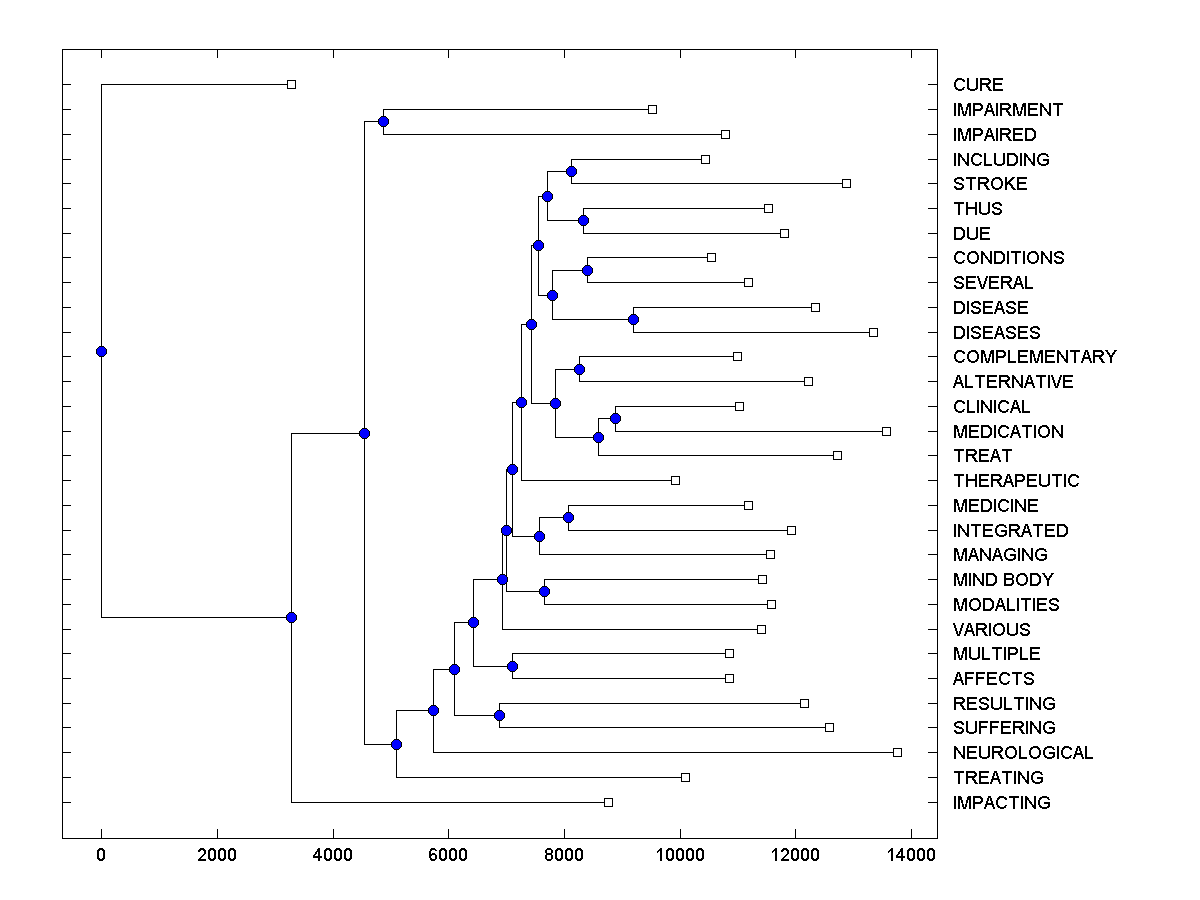 CURE
IMPAIRMENT
IMPAIRED
INCLUDING
STROKE
THUS
DUE
CONDITIONS
SEVERAL
DISEASE
DISEASES
COMPLEMENTARY
ALTERNATIVE
CLINICAL
MEDICATION
TREAT
THERAPEUTIC
MEDICINE
INTEGRATED
MANAGING
MIND BODY
MODALITIES
VARIOUS
MULTIPLE
AFFECTS
RESULTING
SUFFERING
NEUROLOGICAL
TREATING
IMPACTING
0 2000 4000 6000 8000 10000 12000 14000